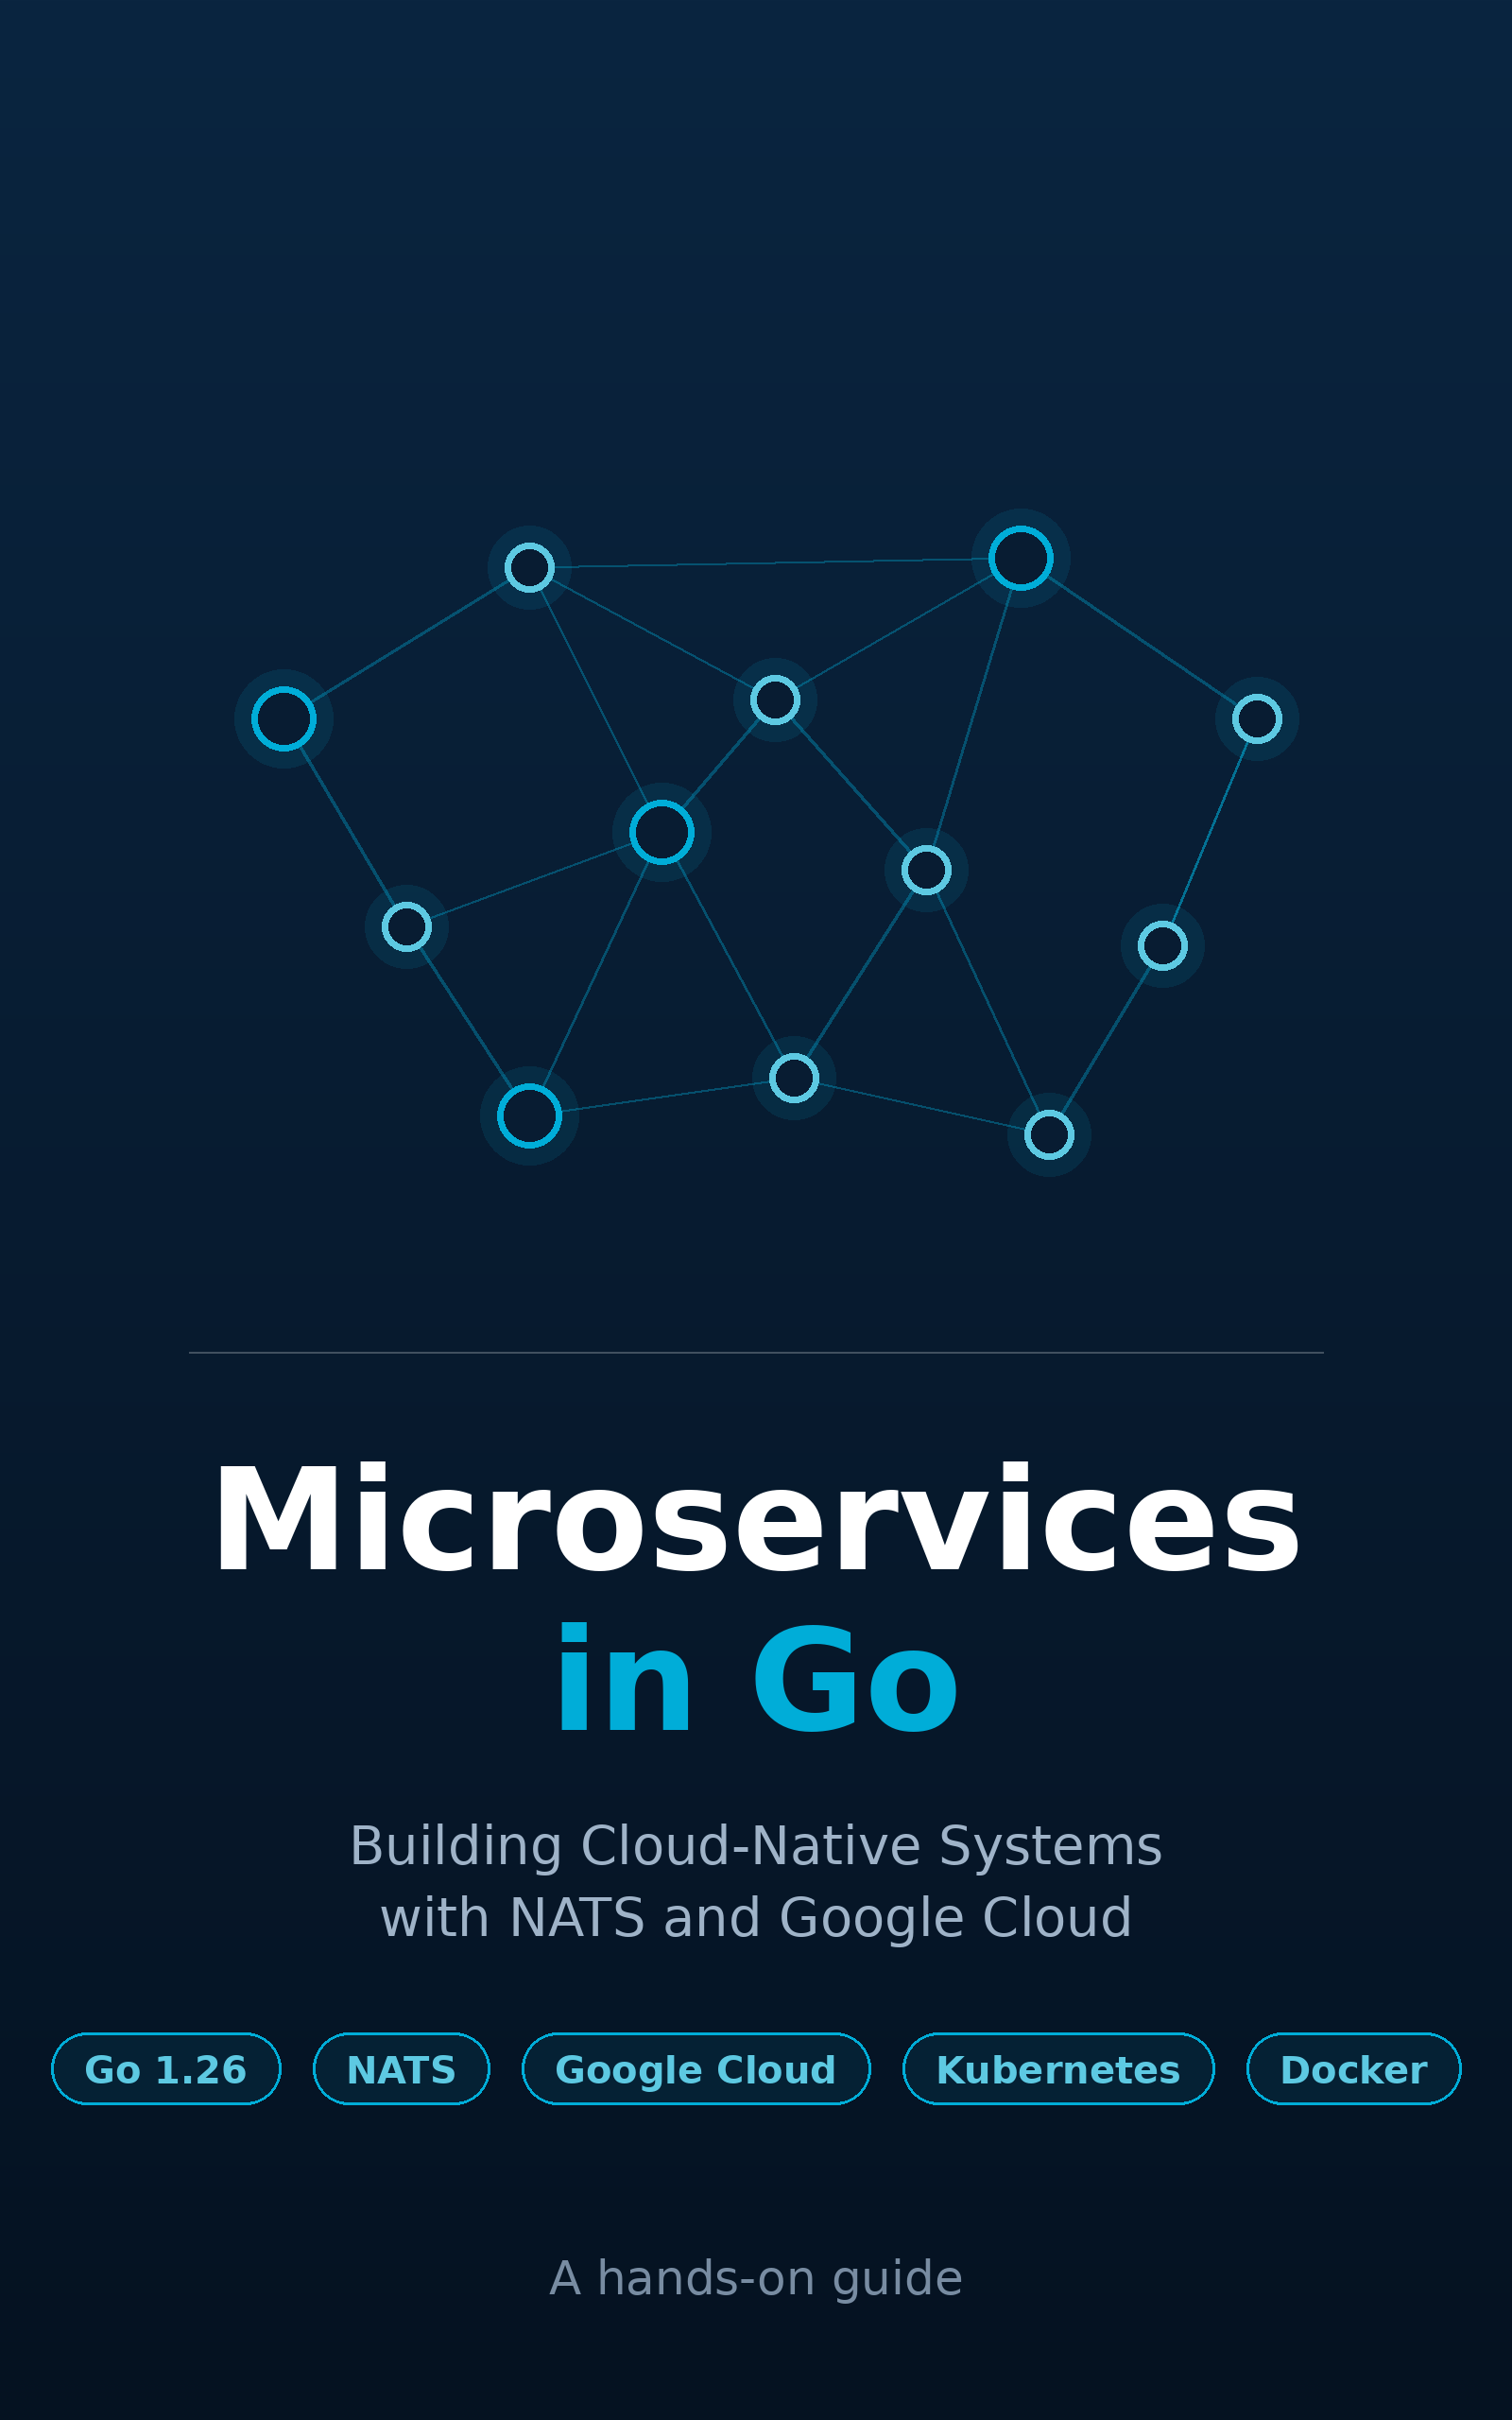 Microservices
in Go
Building Cloud-Native Systems
with NATS and Google Cloud
Go 1.26 NATS Google Cloud Kubernetes Docker
A hands-on guide